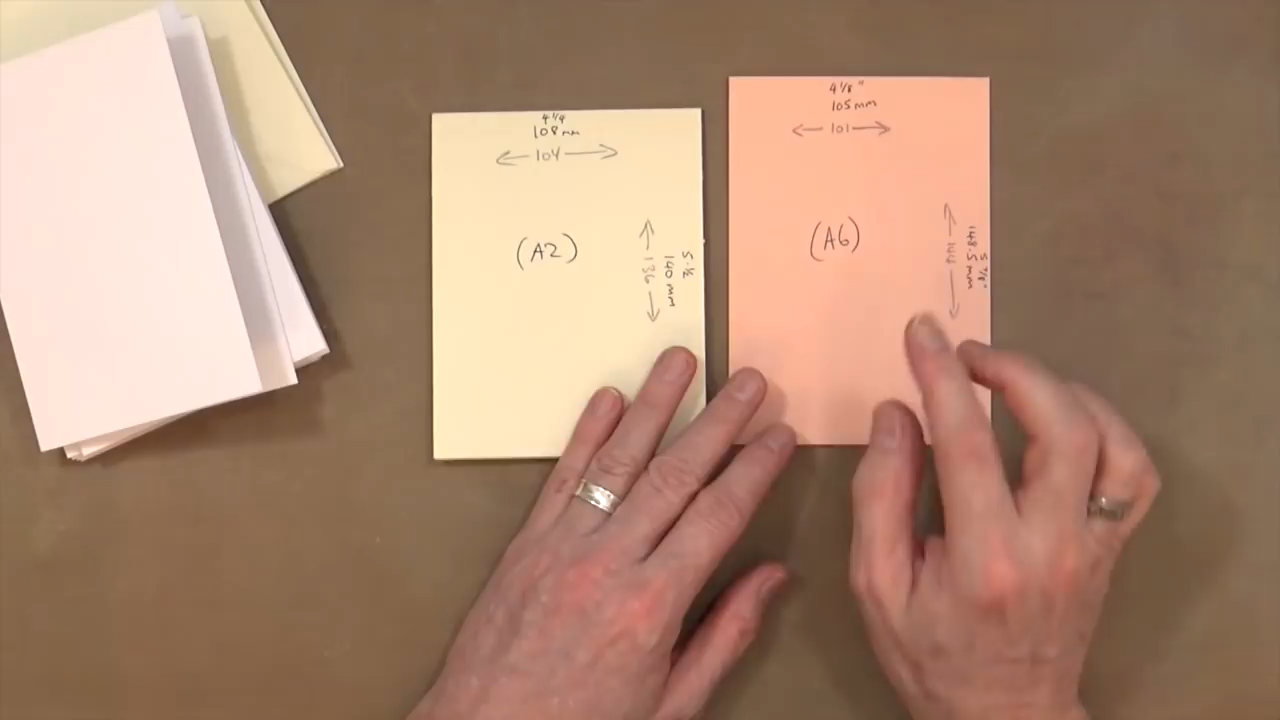 4 1/4
108 mm
104
(A2)
5.½
140 mm
136
4 1/8"
105 mm
101
(A6)
5 7/8"
148.5 mm
144